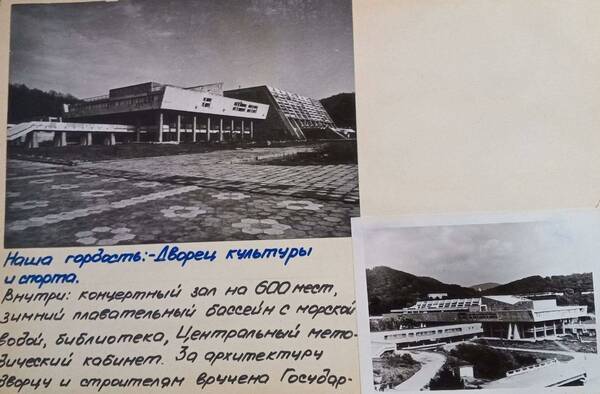 Наша гордость:-Дворец культуры
и спорта.
Внутри: концертный зал на 600 мест,
зимний плавательный бассейн с морской
водой, библиотека, Центральный мето-
дический кабинет. За архитектуру
дворцу и строителям вручена Государ-